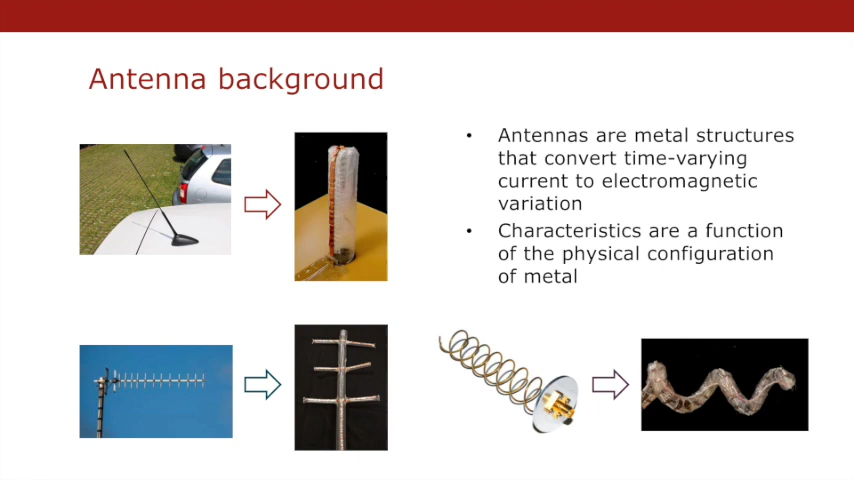 Antenna background
• Antennas are metal structures
that convert time-varying
current to electromagnetic
variation
• Characteristics are a function
of the physical configuration
of metal